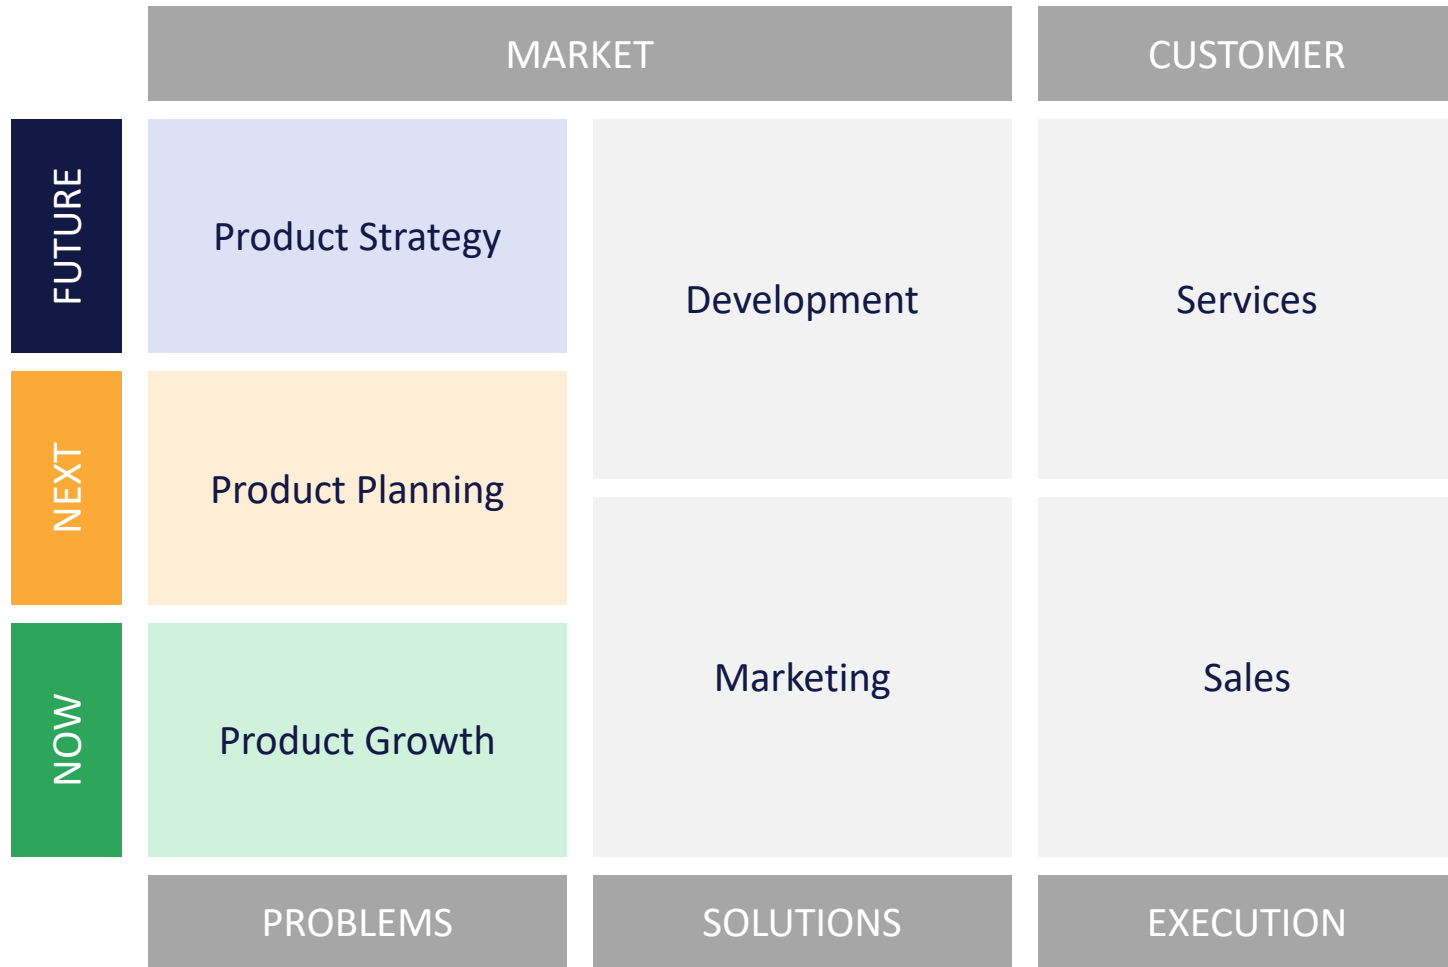 MARKET
CUSTOMER
FUTURE
Product Strategy
Development
Services
NEXT
Product Planning
Marketing
Sales
NOW
Product Growth
PROBLEMS
SOLUTIONS
EXECUTION